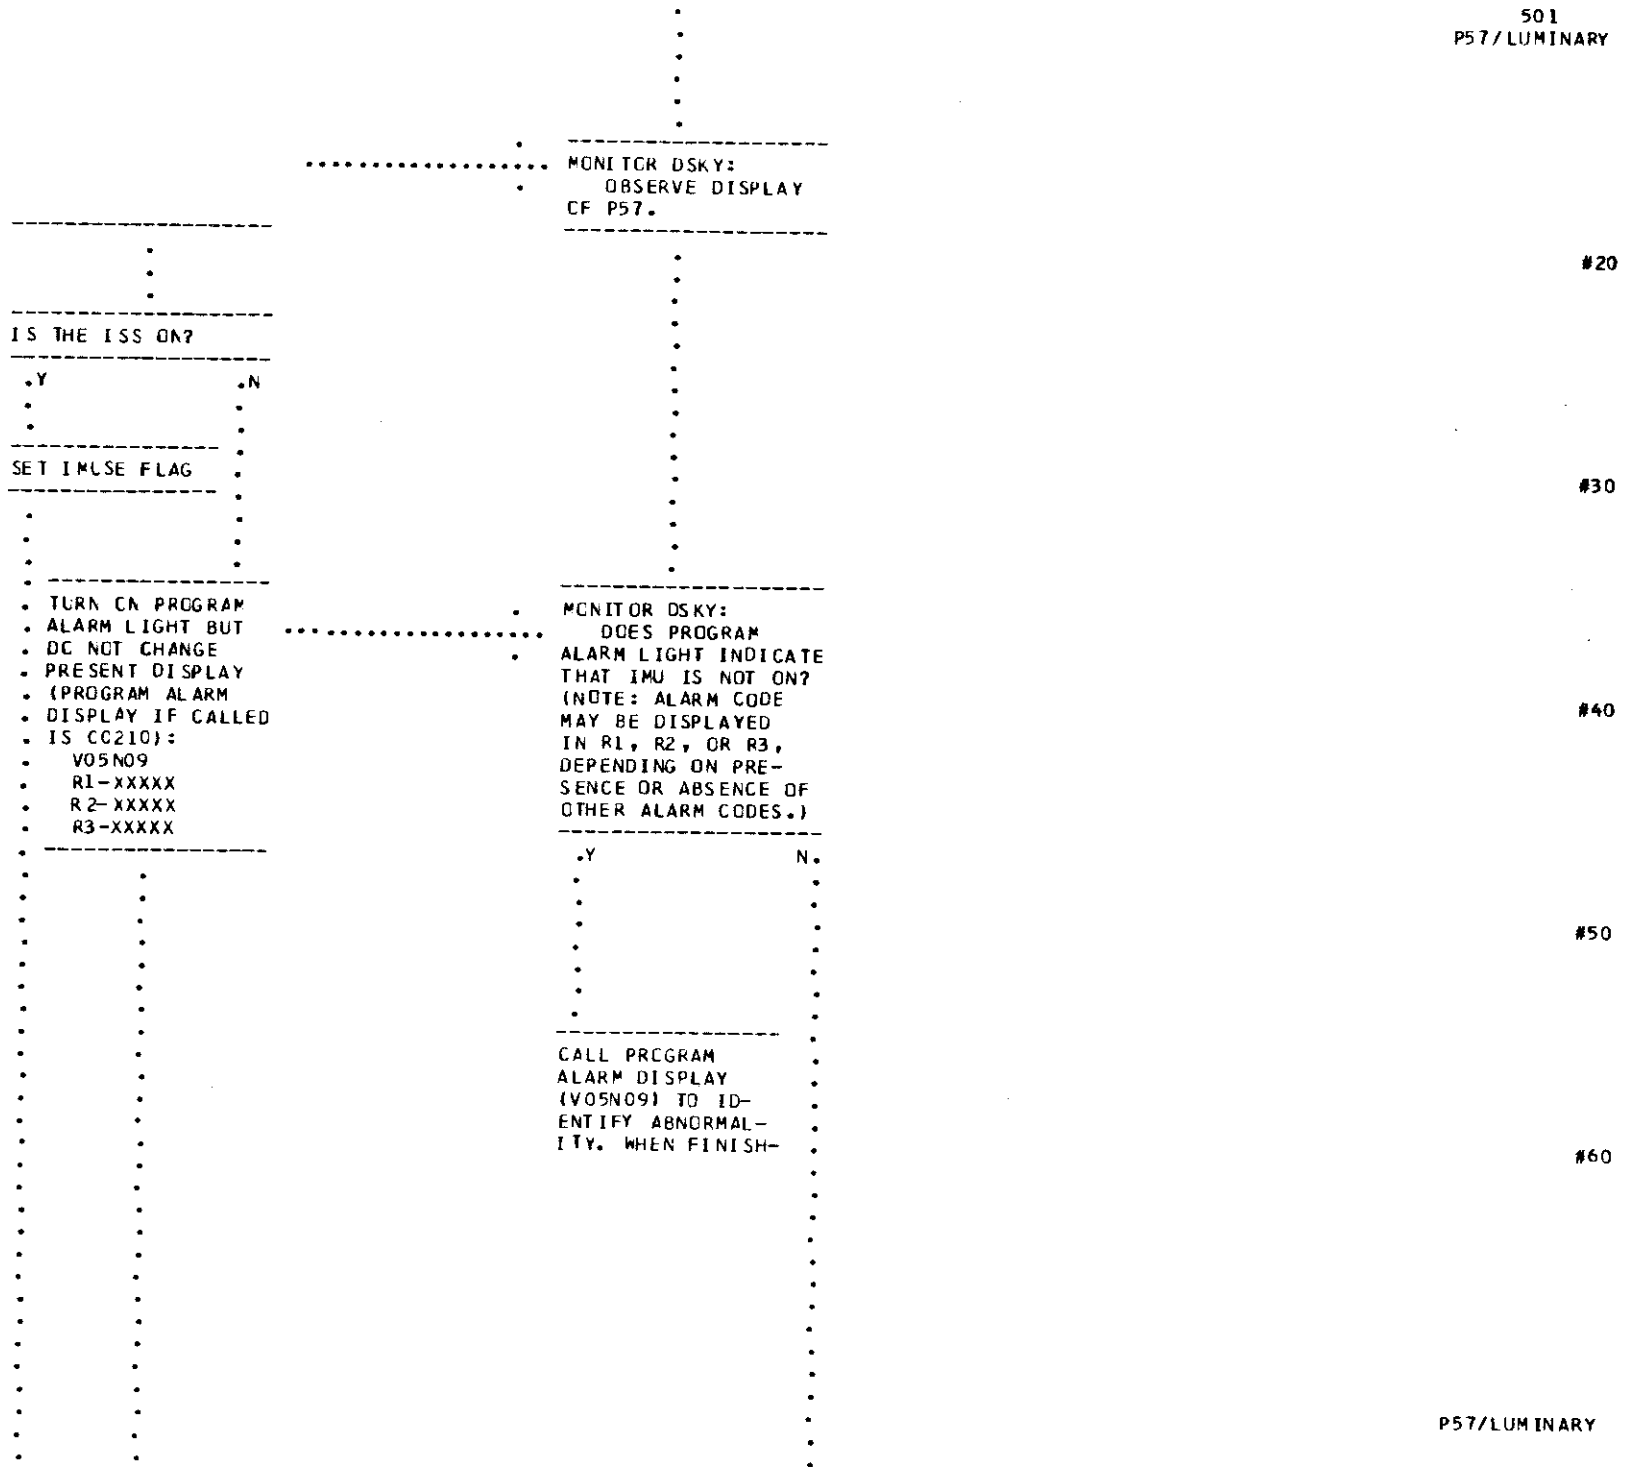 501
P57/LUMINARY
MONITOR DSKY:
OBSERVE DISPLAY
OF P57.
#20
IS THE ISS ON?
.Y .N
SET IMUSE FLAG
#30
TURN ON PROGRAM
ALARM LIGHT BUT
DO NOT CHANGE
PRESENT DISPLAY
(PROGRAM ALARM
DISPLAY IF CALLED
IS 00210):
V05N09
R1-XXXXX
R2-XXXXX
R3-XXXXX
MONITOR DSKY:
DOES PROGRAM
ALARM LIGHT INDICATE
THAT IMU IS NOT ON?
(NOTE: ALARM CODE
MAY BE DISPLAYED
IN R1, R2, OR R3,
DEPENDING ON PRE-
SENCE OR ABSENCE OF
OTHER ALARM CODES.)
#40
.Y N.
#50
CALL PROGRAM
ALARM DISPLAY
(V05N09) TO ID-
ENTIFY ABNORMAL-
ITY. WHEN FINISH-
#60
P57/LUMINARY